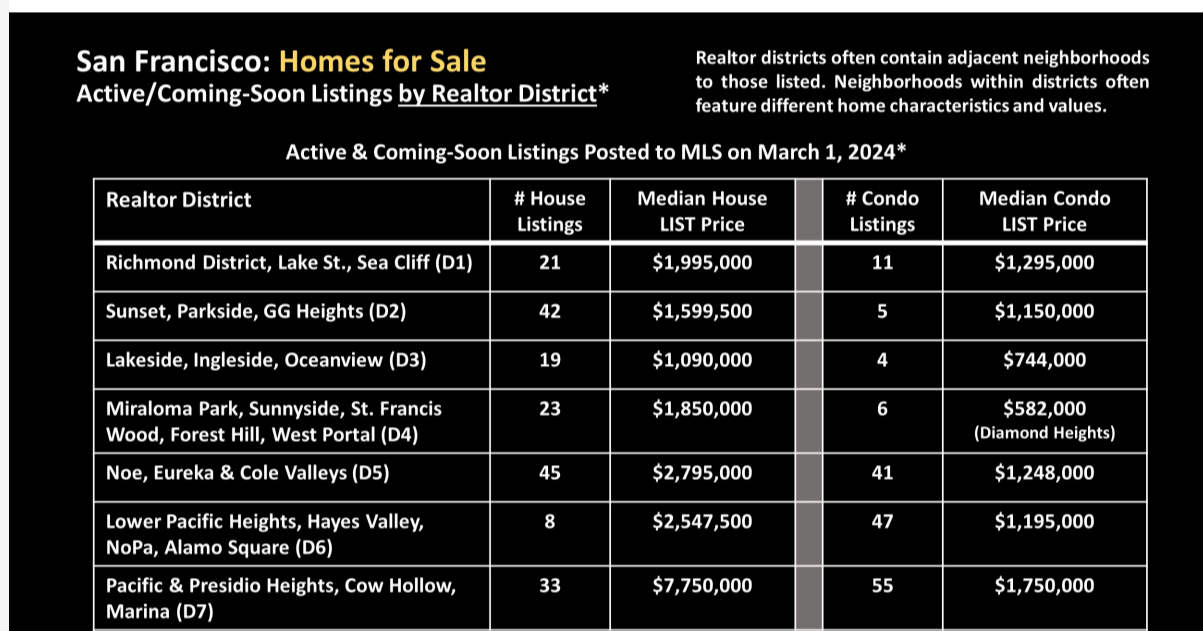 San Francisco: Homes for Sale
Active/Coming-Soon Listings by Realtor District*
Realtor districts often contain adjacent neighborhoods
to those listed. Neighborhoods within districts often
feature different home characteristics and values.
Active & Coming-Soon Listings Posted to MLS on March 1, 2024*
Realtor District
# House
Listings
Median House
LIST Price
# Condo
Listings
Median Condo
LIST Price
Richmond District, Lake St., Sea Cliff (D1) 21 $1,995,000 11 $1,295,000
Sunset, Parkside, GG Heights (D2) 42 $1,599,500 5 $1,150,000
Lakeside, Ingleside, Oceanview (D3) 19 $1,090,000 4 $744,000
Miraloma Park, Sunnyside, St. Francis
Wood, Forest Hill, West Portal (D4)
23 $1,850,000 6 $582,000
(Diamond Heights)
Noe, Eureka & Cole Valleys (D5) 45 $2,795,000 41 $1,248,000
Lower Pacific Heights, Hayes Valley,
NoPa, Alamo Square (D6)
8 $2,547,500 47 $1,195,000
Pacific & Presidio Heights, Cow Hollow,
Marina (D7)
33 $7,750,000 55 $1,750,000